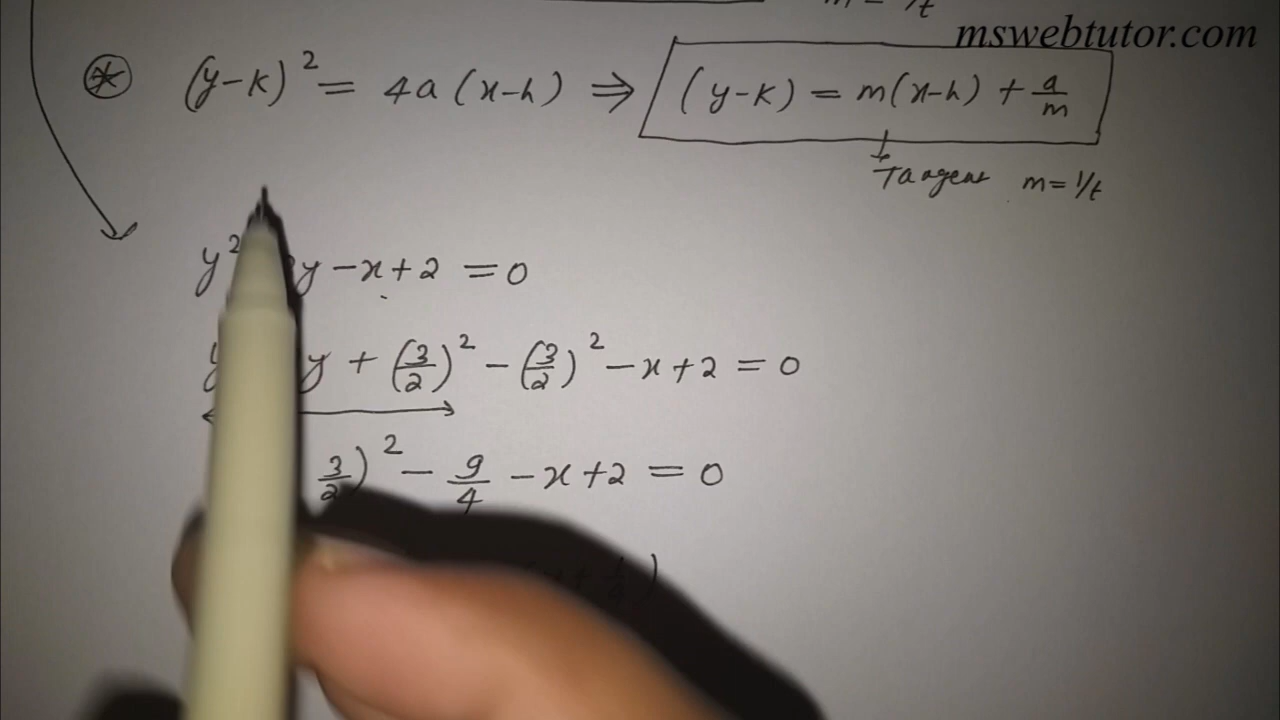 m = 1/t
mswebtutor.com
* (y-k)² = 4a(x-h) ⇒ (y-k) = m(x-h) + a/m
Tangent m = 1/t
y² y - x + 2 = 0
y + (3/2)² - (3/2)² - x + 2 = 0
3/2)² - 9/4 - x + 2 = 0